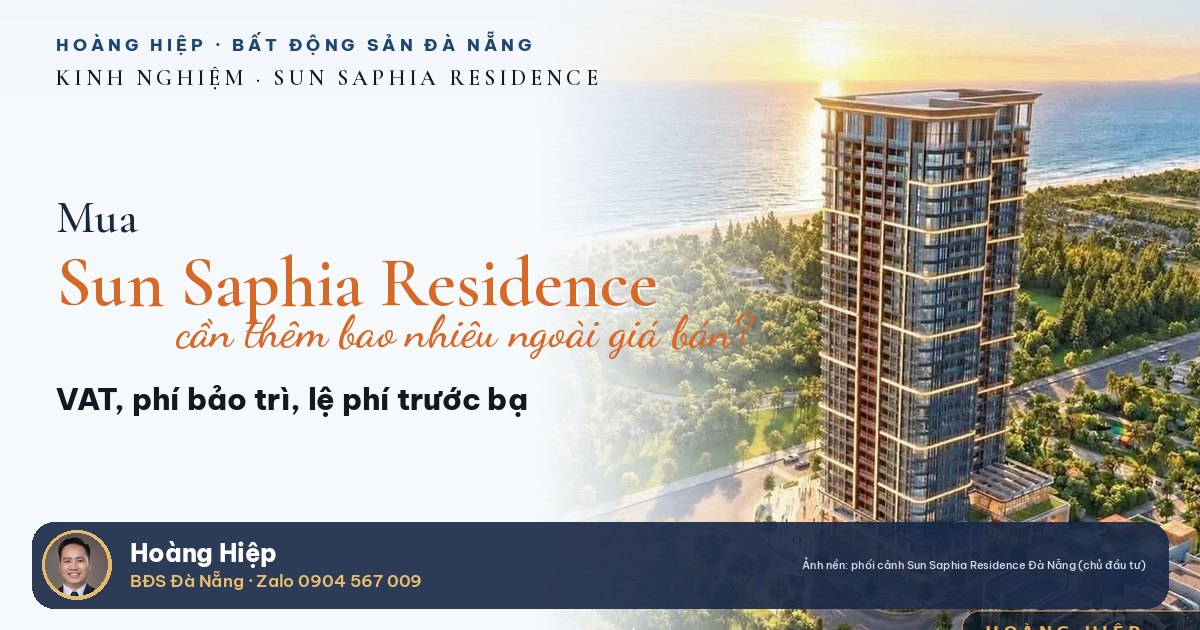 HOÀNG HIỆP · BẤT ĐỘNG SẢN ĐÀ NẴNG
KINH NGHIỆM · SUN SAPHIA RESIDENCE
Mua
Sun Saphia Residence
cần thêm bao nhiêu ngoài giá bán?
VAT, phí bảo trì, lệ phí trước bạ
Hoàng Hiệp
BĐS Đà Nẵng · Zalo 0904 567 009
Ảnh nền: phối cảnh Sun Saphia Residence Đà Nẵng (chủ đầu tư)
HOÀNG HIỆP